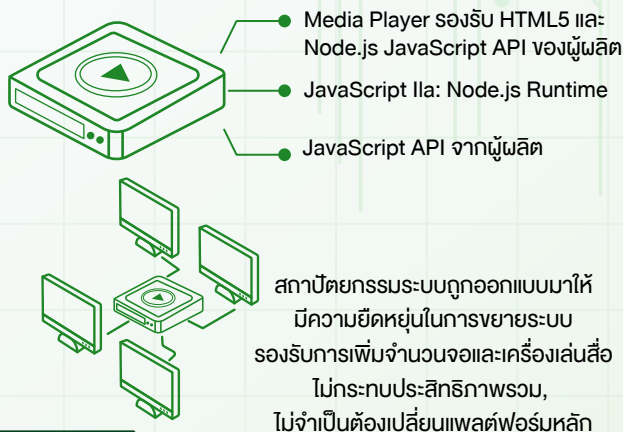 Media Player รองรับ HTML5 และ
Node.js JavaScript API ของผู้ผลิต
JavaScript Ila: Node.js Runtime
JavaScript API จากผู้ผลิต
สถาปัตยกรรมระบบถูกออกแบบมาให้
มีความยืดหยุ่นในการขยายระบบ
รองรับการเพิ่มจำนวนจอและเครื่องเล่นสื่อ
ไม่กระทบประสิทธิภาพรวม,
ไม่จำเป็นต้องเปลี่ยนแพลต์ฟอร์มหลัก